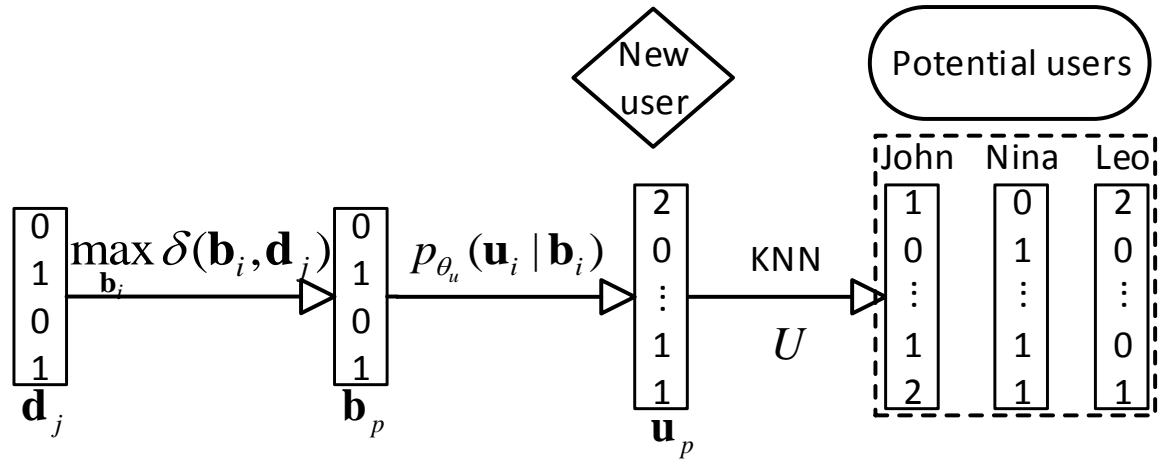 New
user
Potential users
John Nina Leo
0
1
0
1
d_j
max δ(b_i, d_j)
b_i
0
1
0
1
b_p
p_{θ_u}(u_i | b_i)
2
0
⋮
1
1
u_p
KNN
U
1
0
⋮
1
2
0
1
⋮
1
1
2
0
⋮
0
1